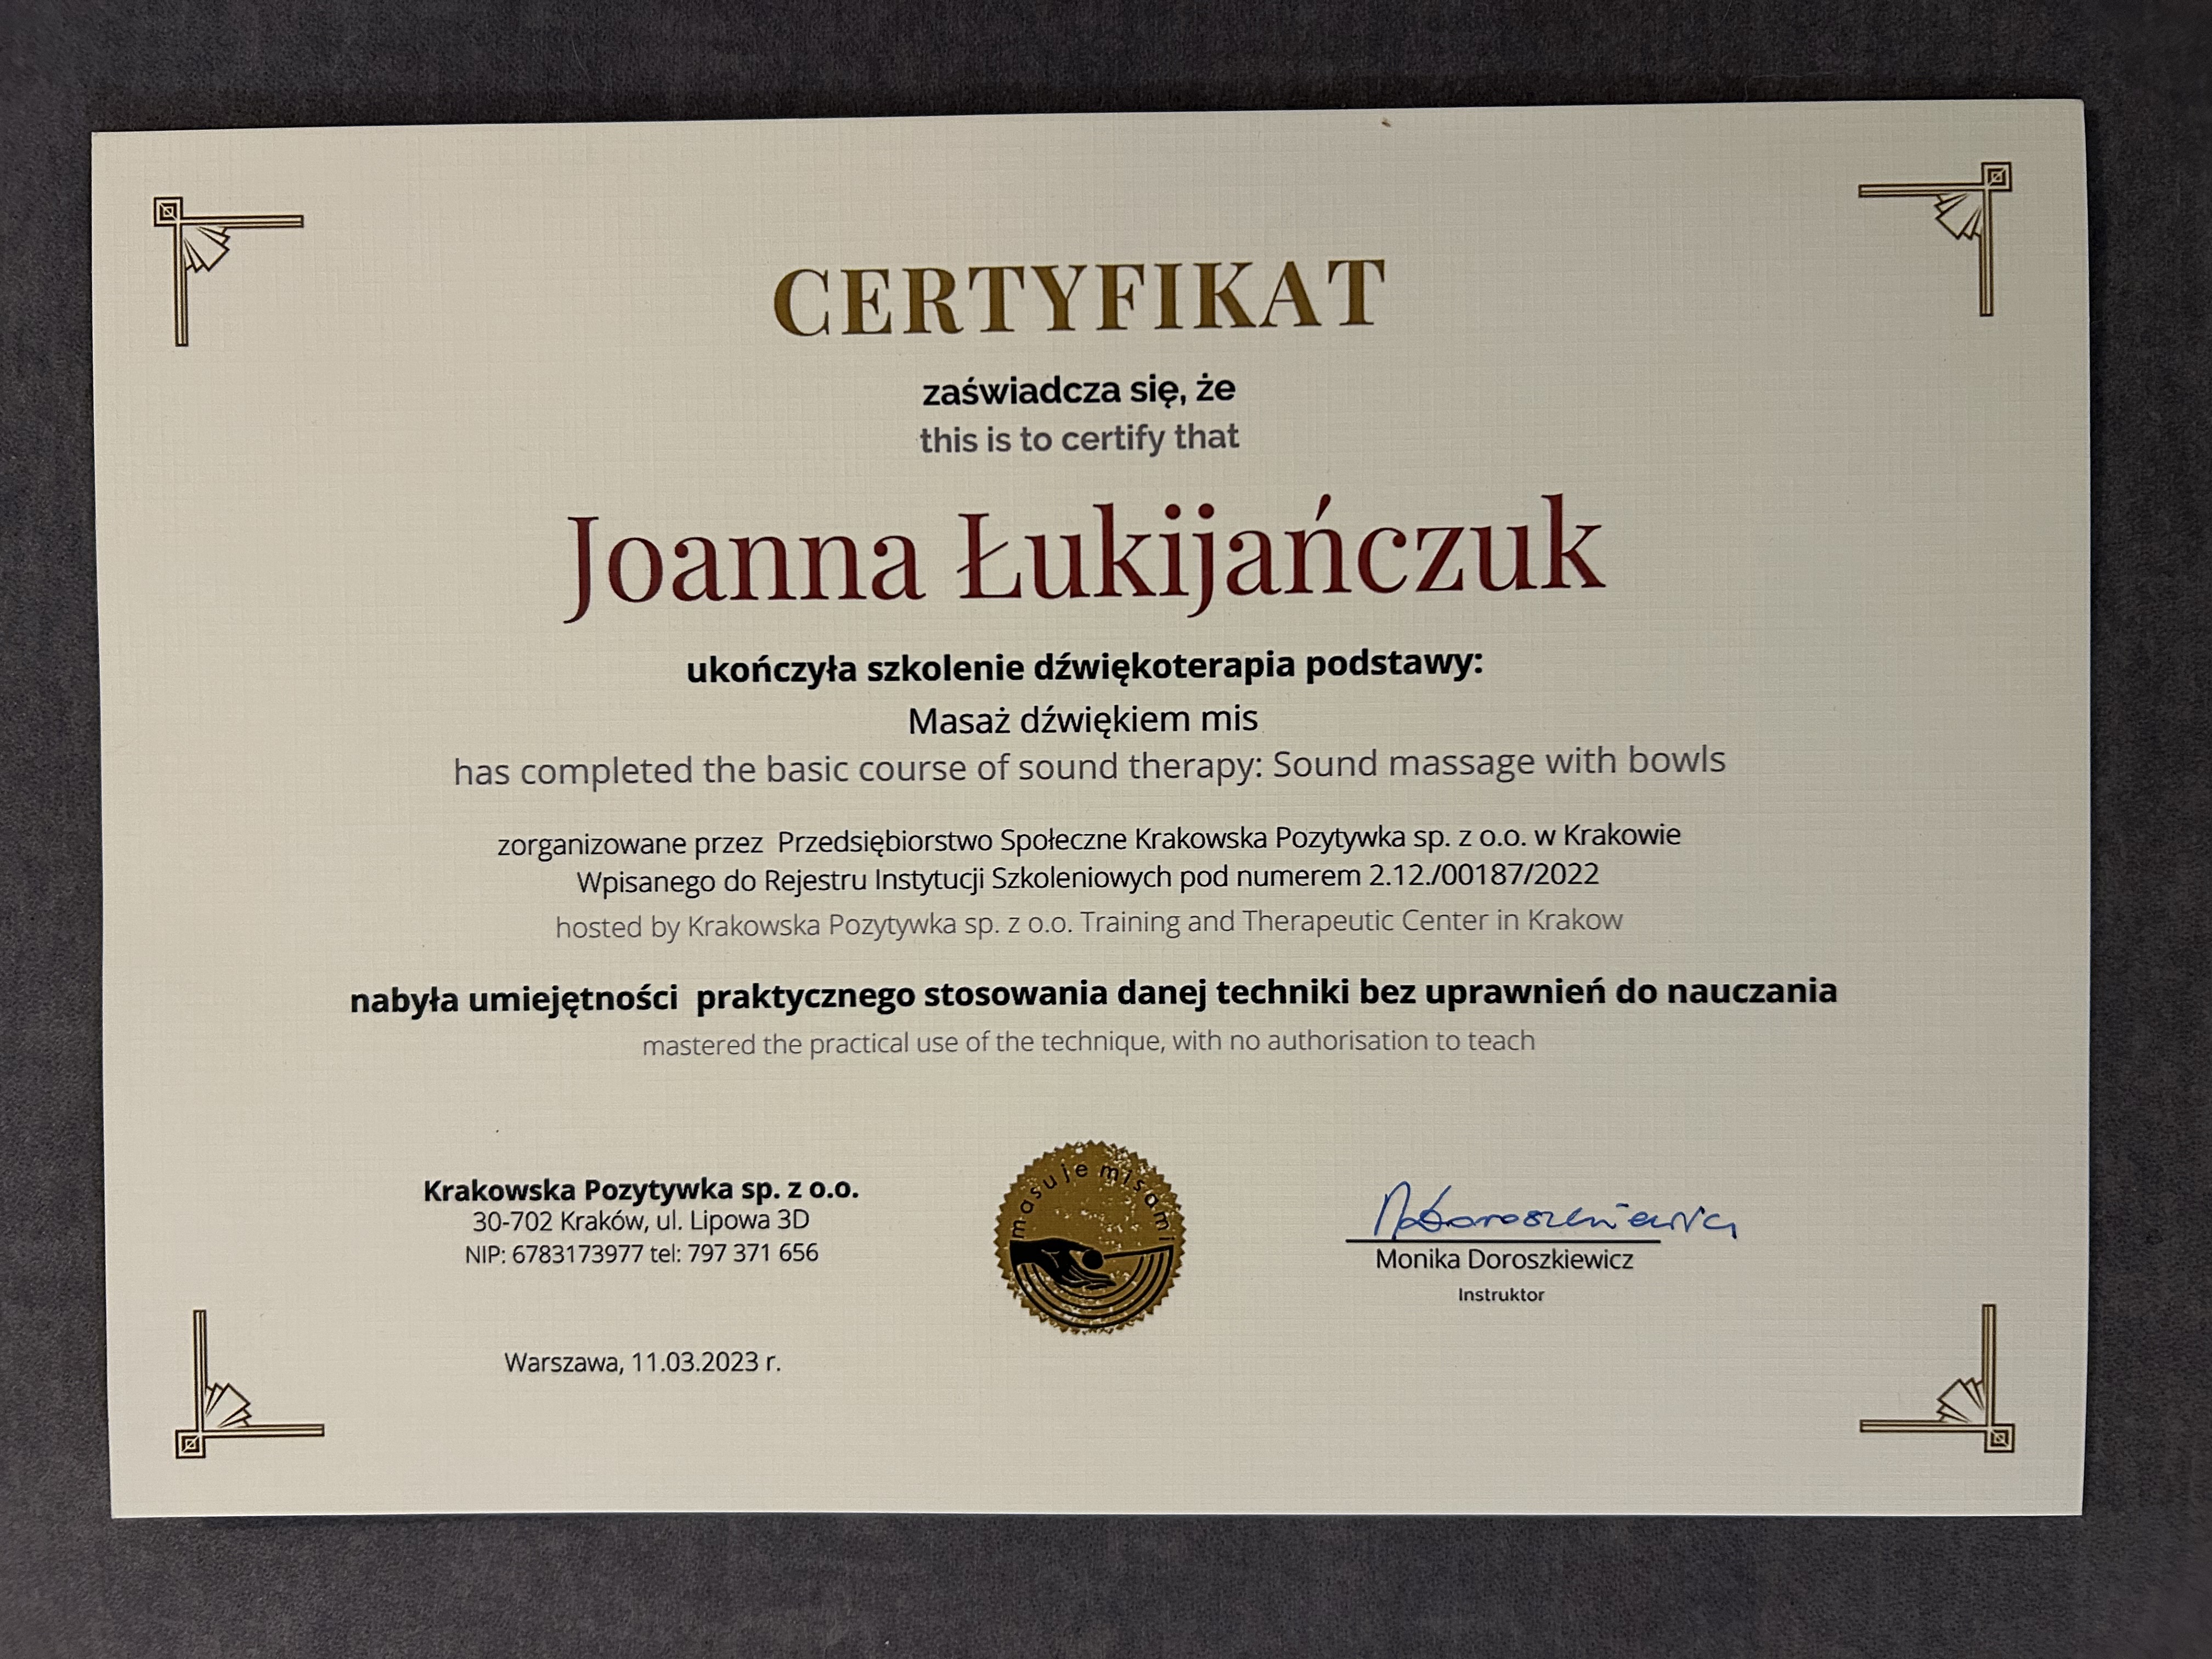 CERTYFIKAT
zaświadcza się, że
this is to certify that
Joanna Łukijańczuk
ukończyła szkolenie dźwiękoterapia podstawy:
Masaż dźwiękiem mis
has completed the basic course of sound therapy: Sound massage with bowls
zorganizowane przez Przedsiębiorstwo Społeczne Krakowska Pozytywka sp. z o.o. w Krakowie
Wpisanego do Rejestru Instytucji Szkoleniowych pod numerem 2.12./00187/2022
hosted by Krakowska Pozytywka sp. z o.o. Training and Therapeutic Center in Krakow
nabyła umiejętności praktycznego stosowania danej techniki bez uprawnień do nauczania
mastered the practical use of the technique, with no authorisation to teach
Krakowska Pozytywka sp. z o.o.
30-702 Kraków, ul. Lipowa 3D
NIP: 6783173977 tel: 797 371 656
Warszawa, 11.03.2023 r.
masuje misami
MDoroszkiewicz
Monika Doroszkiewicz
Instruktor